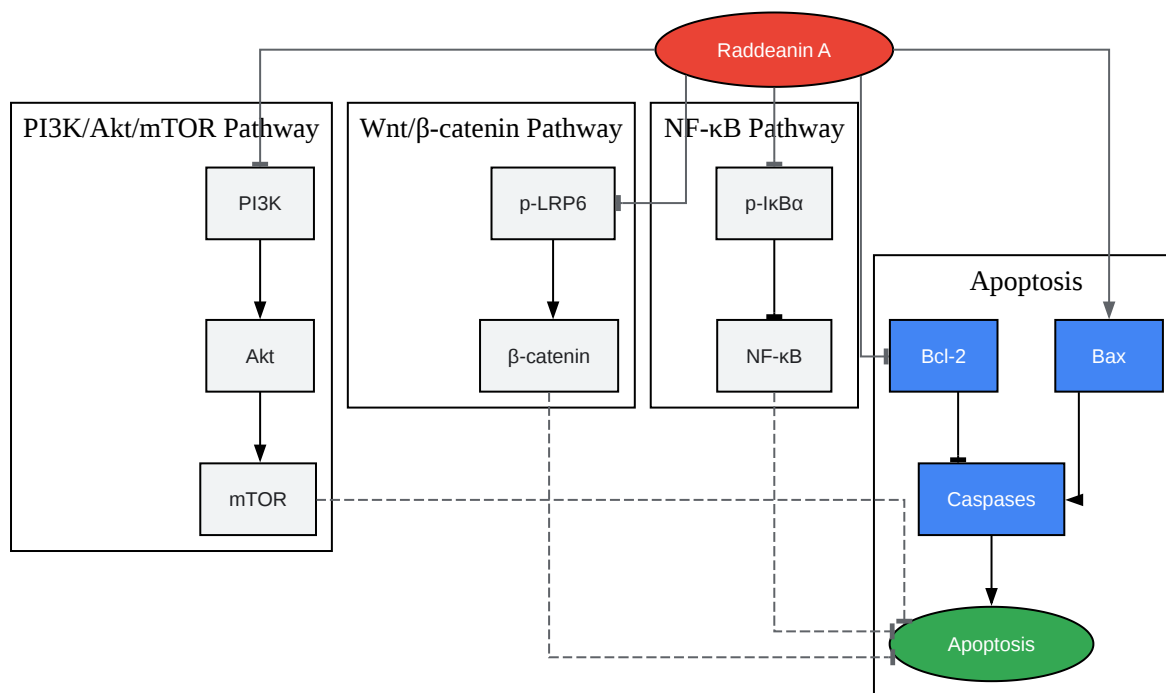 Raddeanin A
PI3K/Akt/mTOR Pathway
Wnt/β-catenin Pathway
NF-κB Pathway
PI3K
p-LRP6
p-IκBα
Apoptosis
Akt
β-catenin
NF-κB
Bcl-2
Bax
mTOR
Caspases
Apoptosis